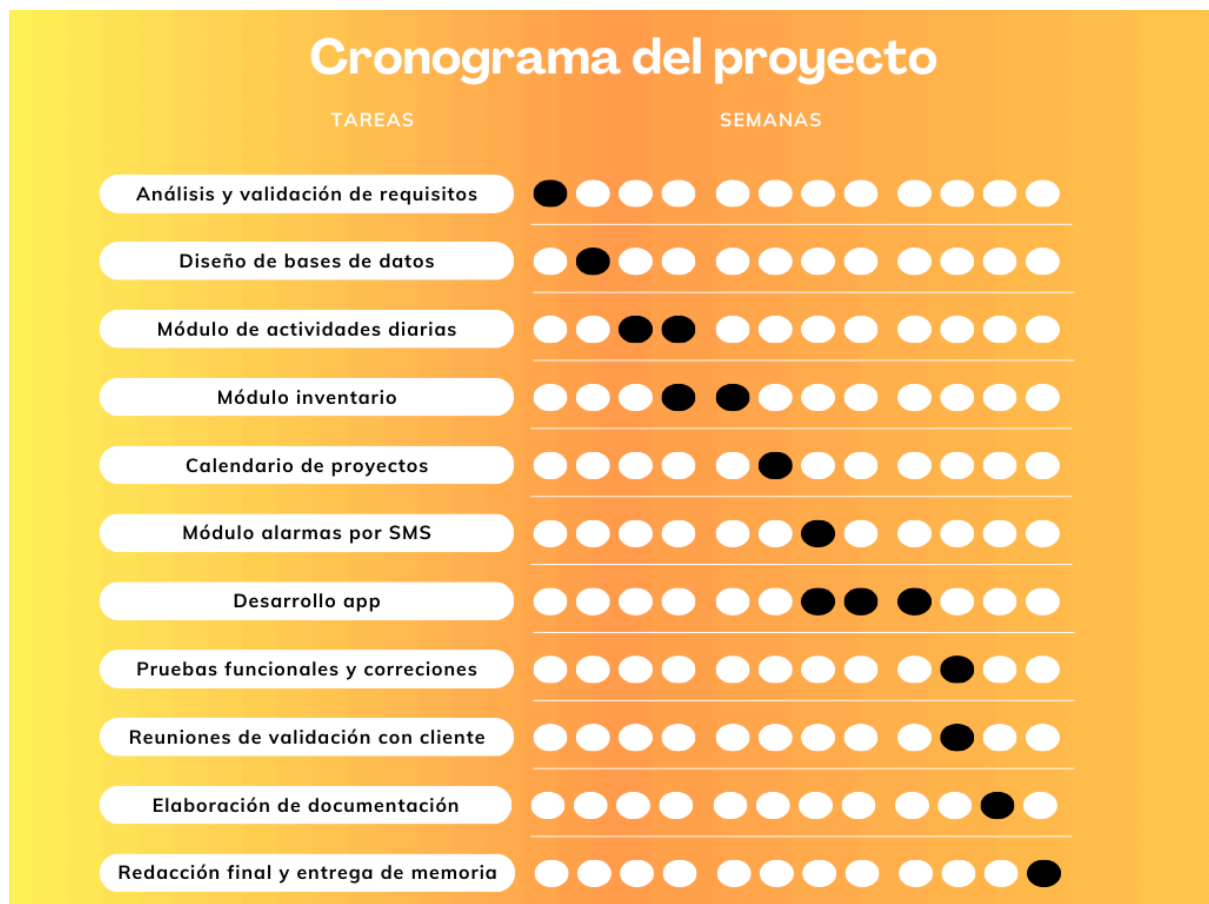 Cronograma del proyecto
TAREAS SEMANAS
Análisis y validación de requisitos
Diseño de bases de datos
Módulo de actividades diarias
Módulo inventario
Calendario de proyectos
Módulo alarmas por SMS
Desarrollo app
Pruebas funcionales y correciones
Reuniones de validación con cliente
Elaboración de documentación
Redacción final y entrega de memoria